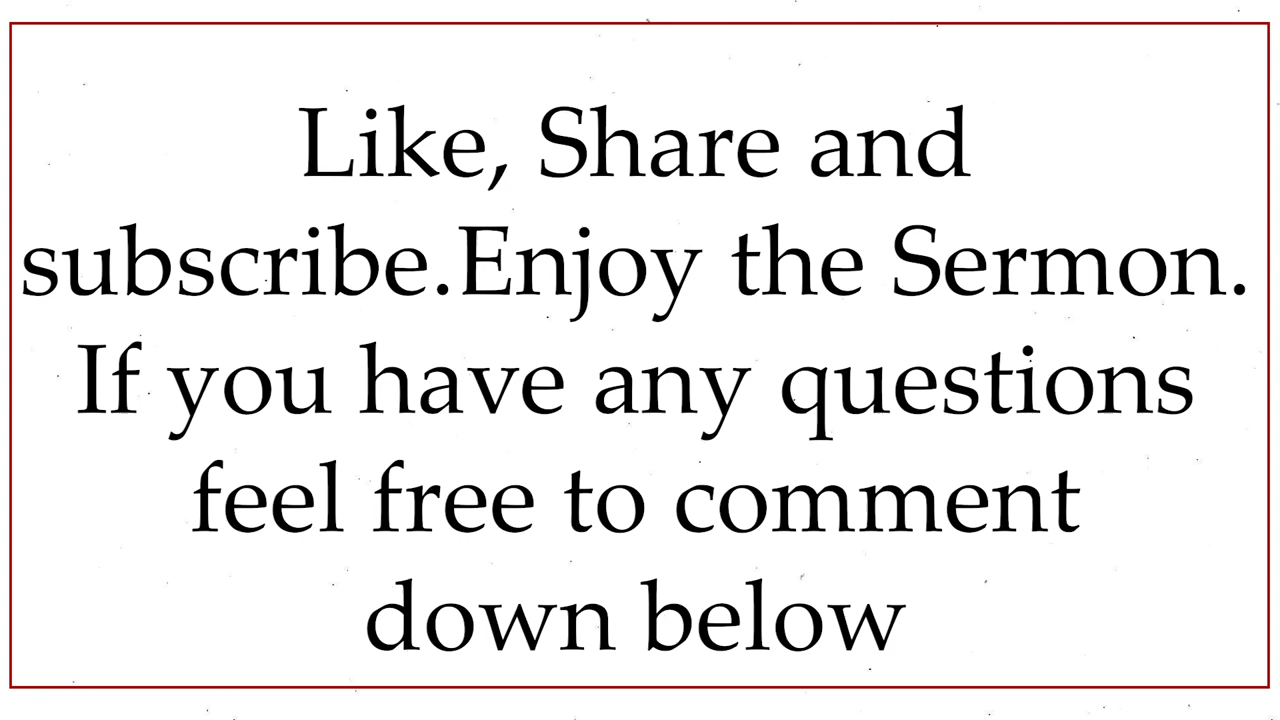 Like, Share and
subscribe.Enjoy the Sermon.
If you have any questions
feel free to comment
down below